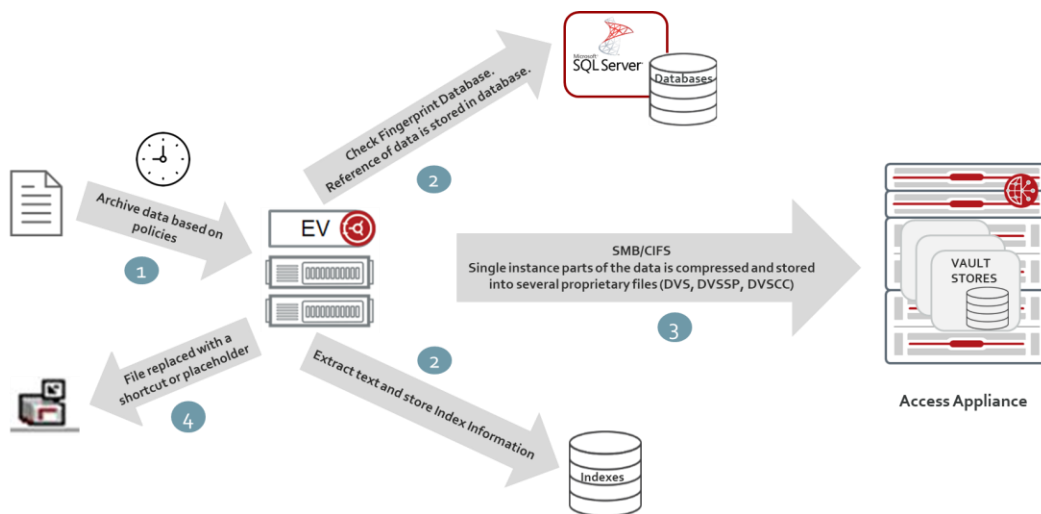 Microsoft®
SQL Server®
Databases
Check Fingerprint Database.
Reference of data is stored in database.
2
Archive data based on
policies
1
EV
SMB/CIFS
Single instance parts of the data is compressed and stored
into several proprietary files (DVS, DVSSP, DVSCC)
3
VAULT
STORES
Access Appliance
File replaced with a
shortcut or placeholder
4
2
Extract text and store Index Information
Indexes